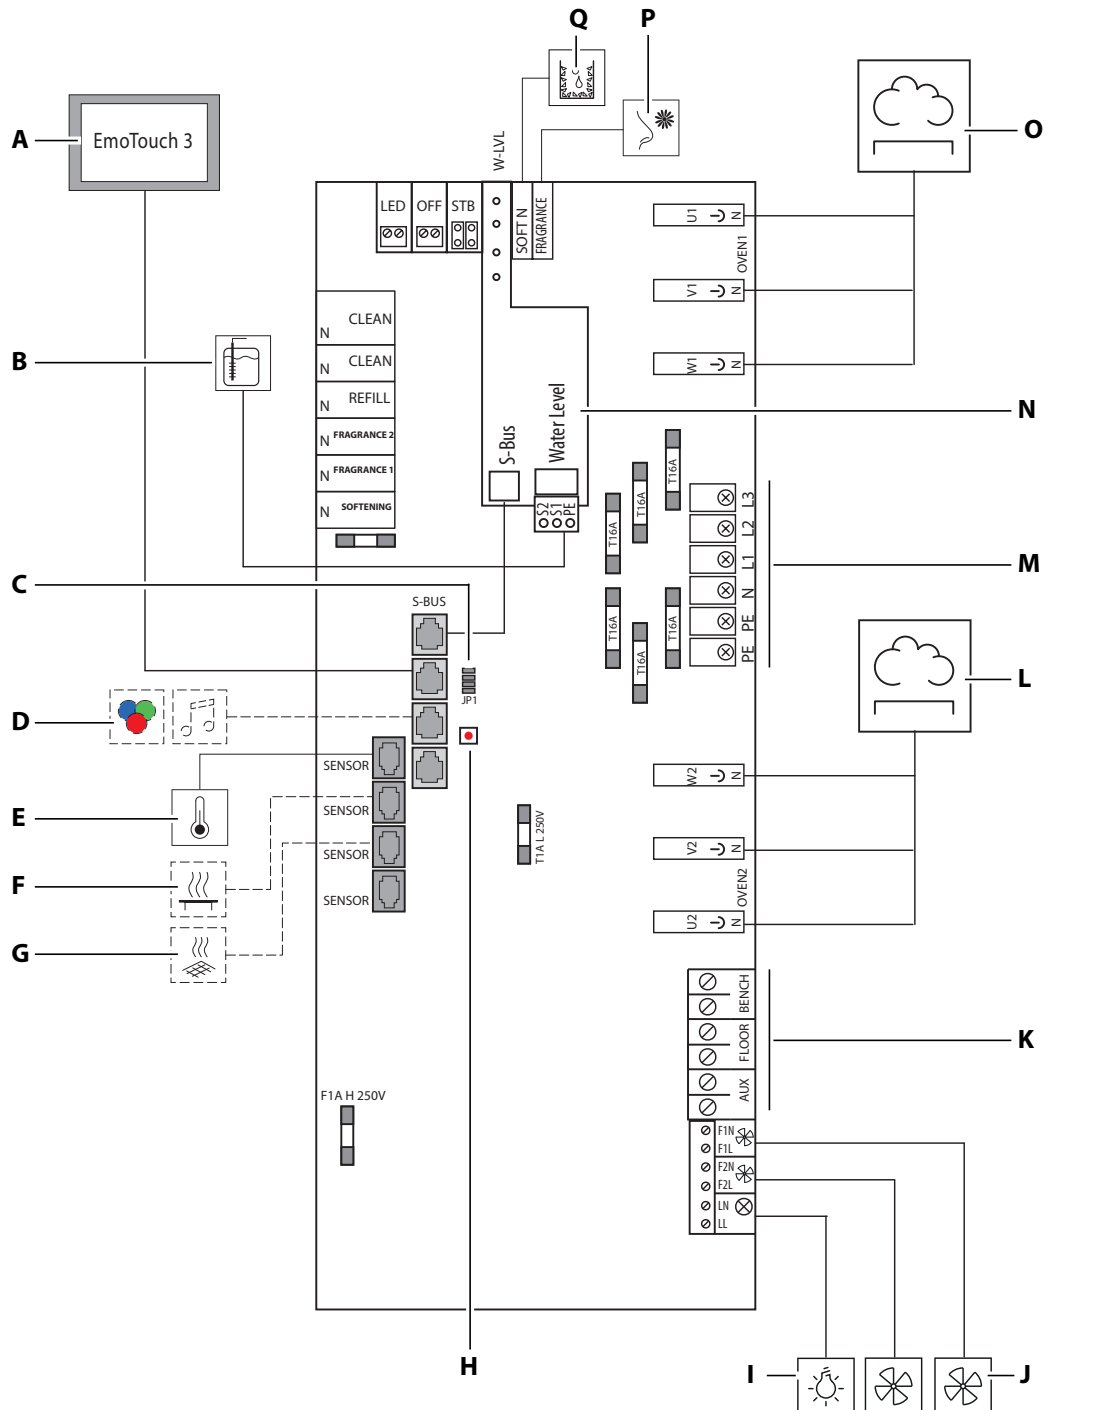 Q P
A
EmoTouch 3
O
W-LVL
LED OFF STB
SOFT N
FRAGRANCE
U1 N
OVEN1
V1 N
W1 N
N CLEAN
N CLEAN
N REFILL
N FRAGRANCE 2
N FRAGRANCE 1
N SOFTENING
B
N
S-Bus
Water Level
S2
S1
PE
T16A
T16A
T16A
L3
L2
L1
N
PE
PE
M
T16A
T16A
T16A
C
S-BUS
JP1
L
D
SENSOR
SENSOR
SENSOR
SENSOR
E
F
G
T1A L 250V
W2 N
V2 N
OVEN2
U2 N
BENCH
FLOOR
AUX
K
F1A H 250V
F1N
F1L
F2N
F2L
LN
LL
H
I
J